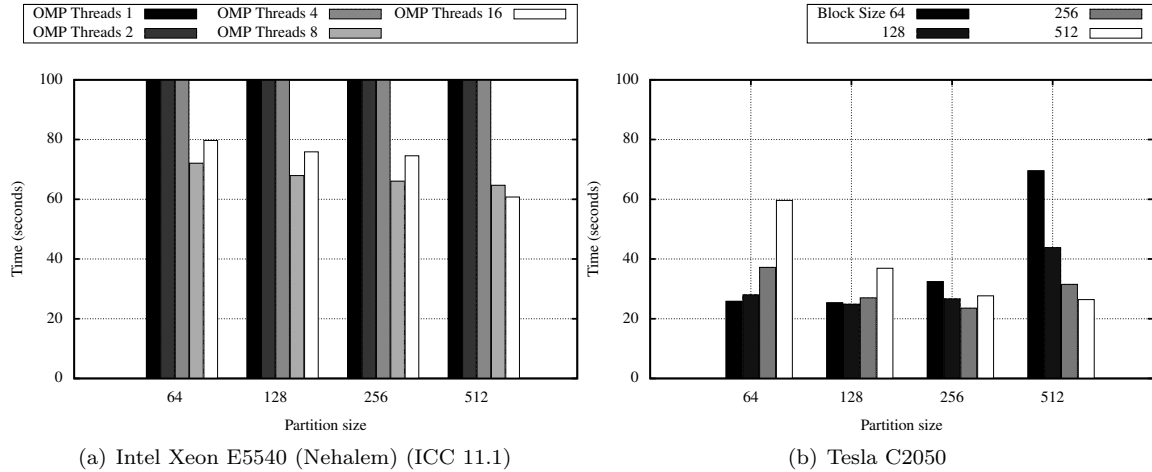 OMP Threads 1 OMP Threads 4 OMP Threads 16
OMP Threads 2 OMP Threads 8
100
80
60
40
20
0
Time (seconds)
64 128 256 512
Partition size
(a) Intel Xeon E5540 (Nehalem) (ICC 11.1)
Block Size 64 256
128 512
100
80
60
40
20
0
Time (seconds)
64 128 256 512
Partition size
(b) Tesla C2050